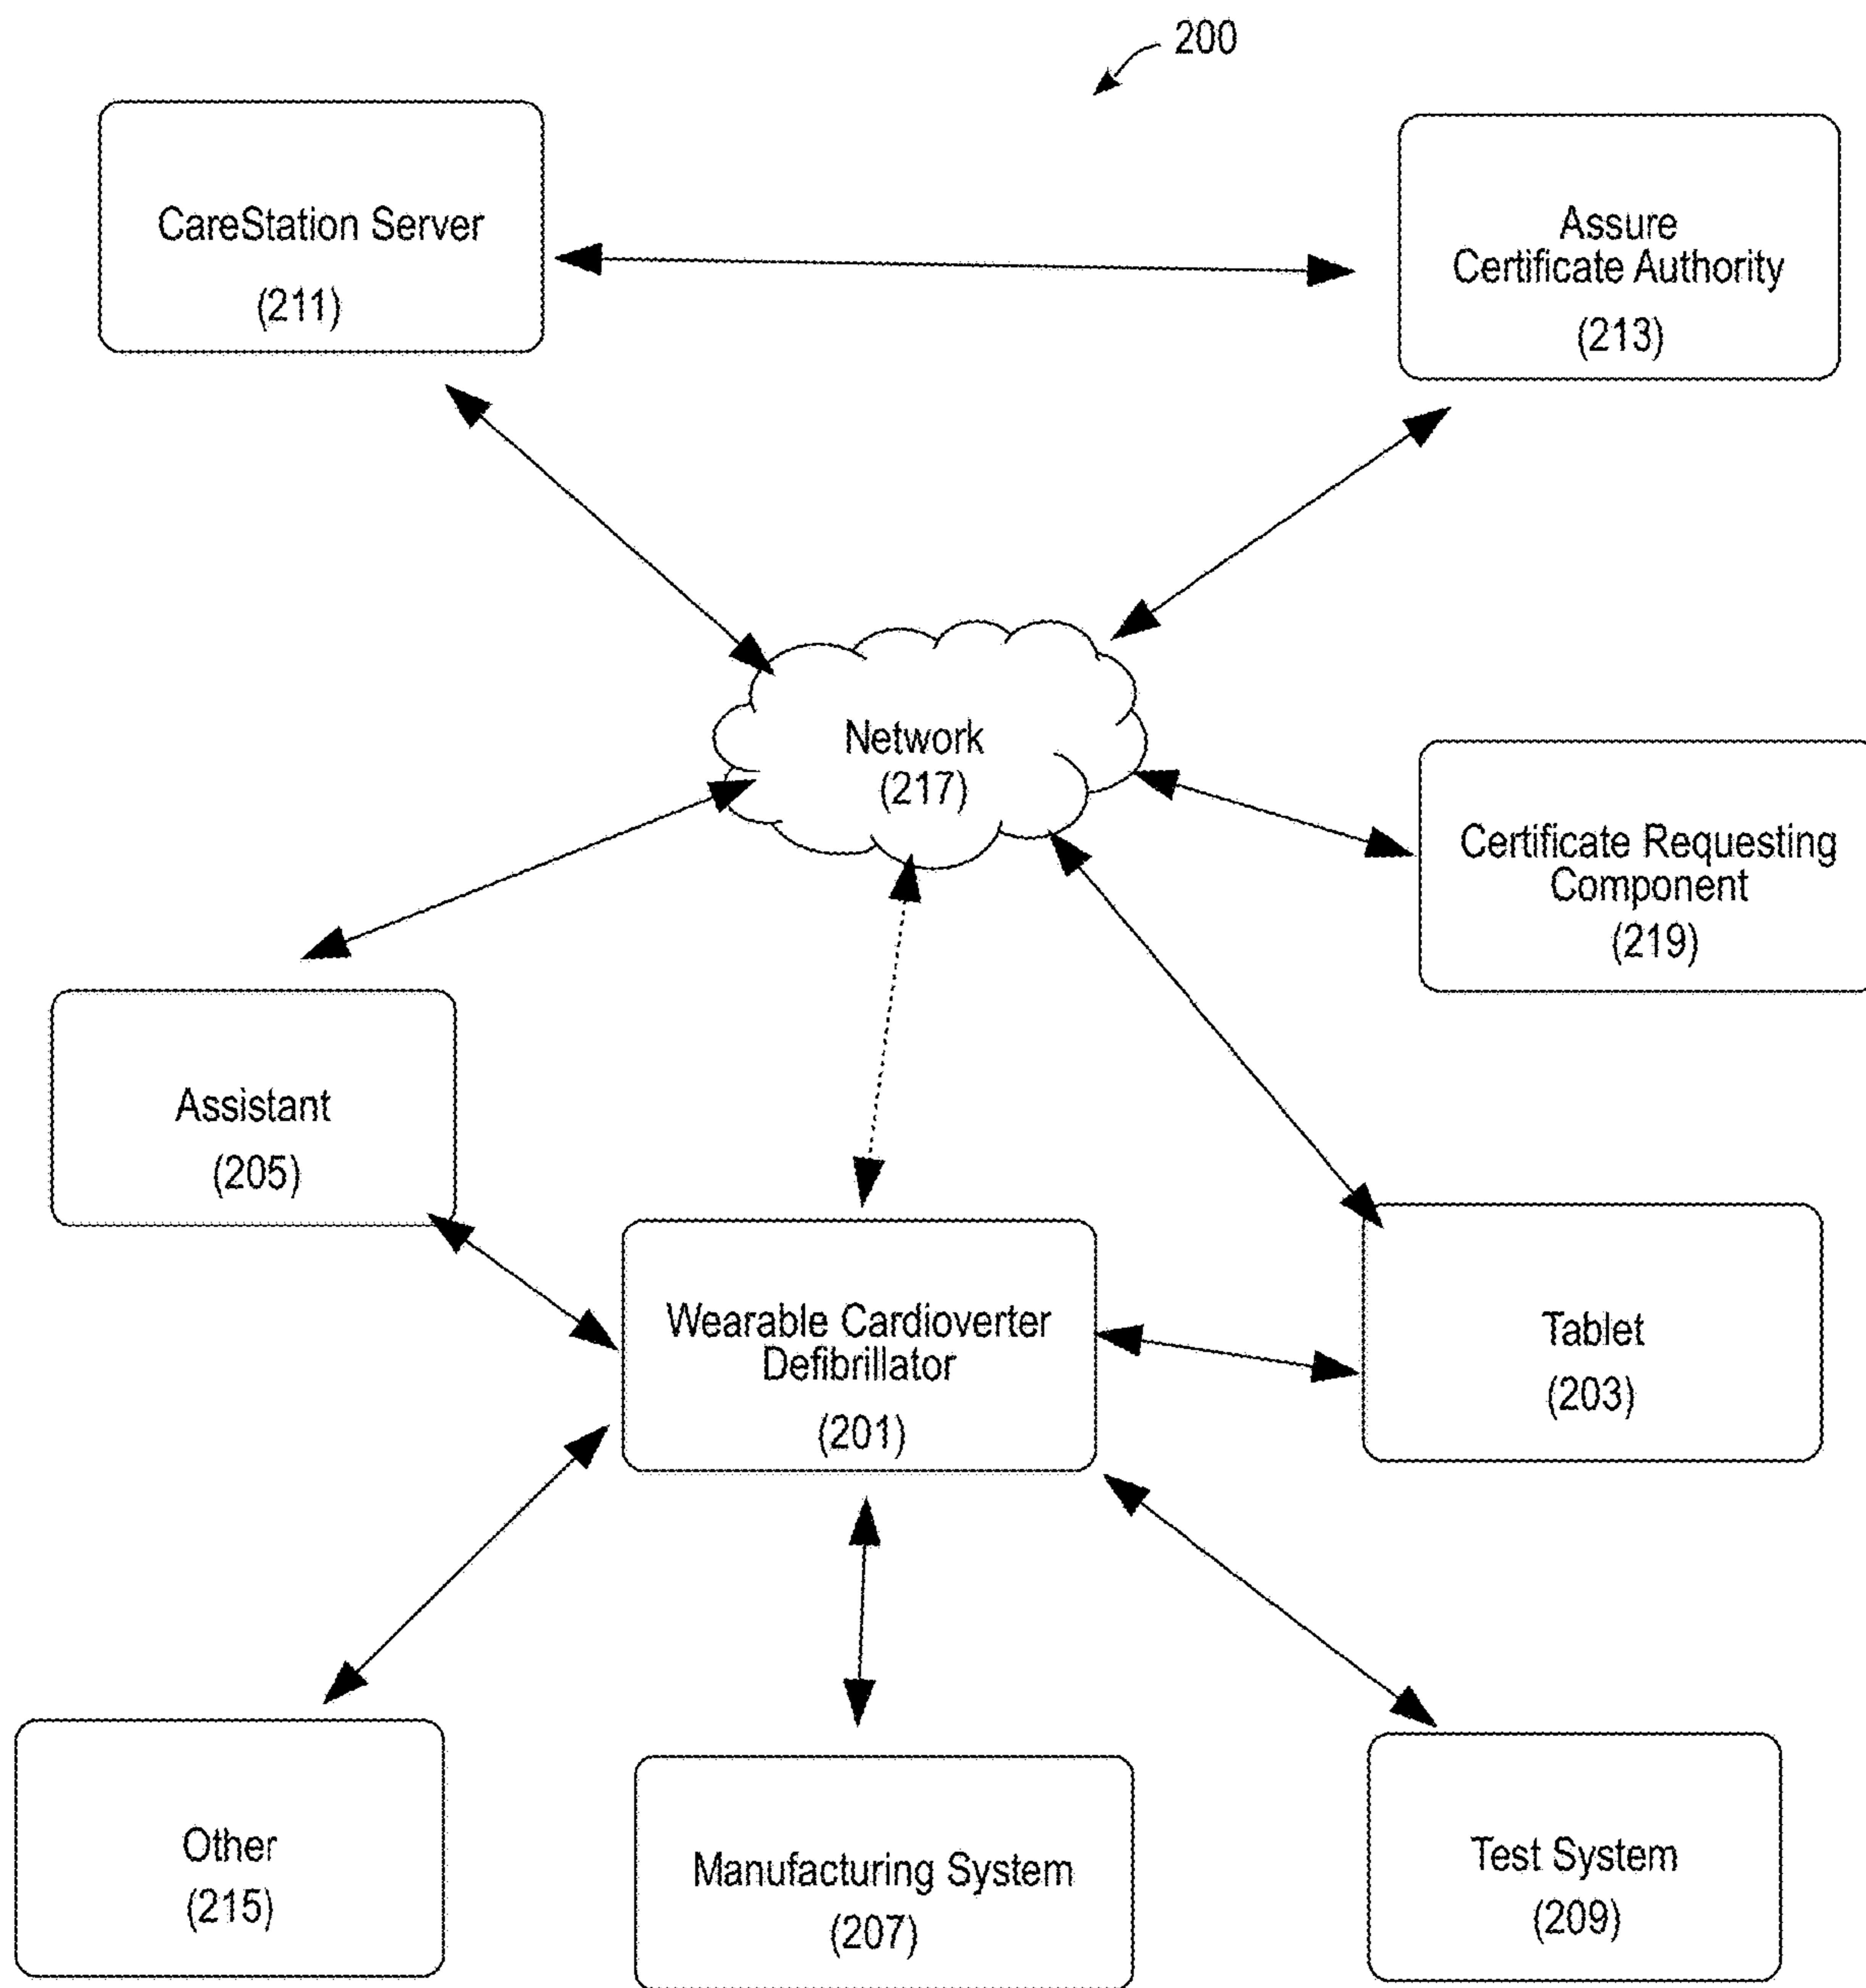 200
CareStation Server
(211)
Assure
Certificate Authority
(213)
Network
(217)
Certificate Requesting
Component
(219)
Assistant
(205)
Wearable Cardioverter
Defibrillator
(201)
Tablet
(203)
Other
(215)
Manufacturing System
(207)
Test System
(209)